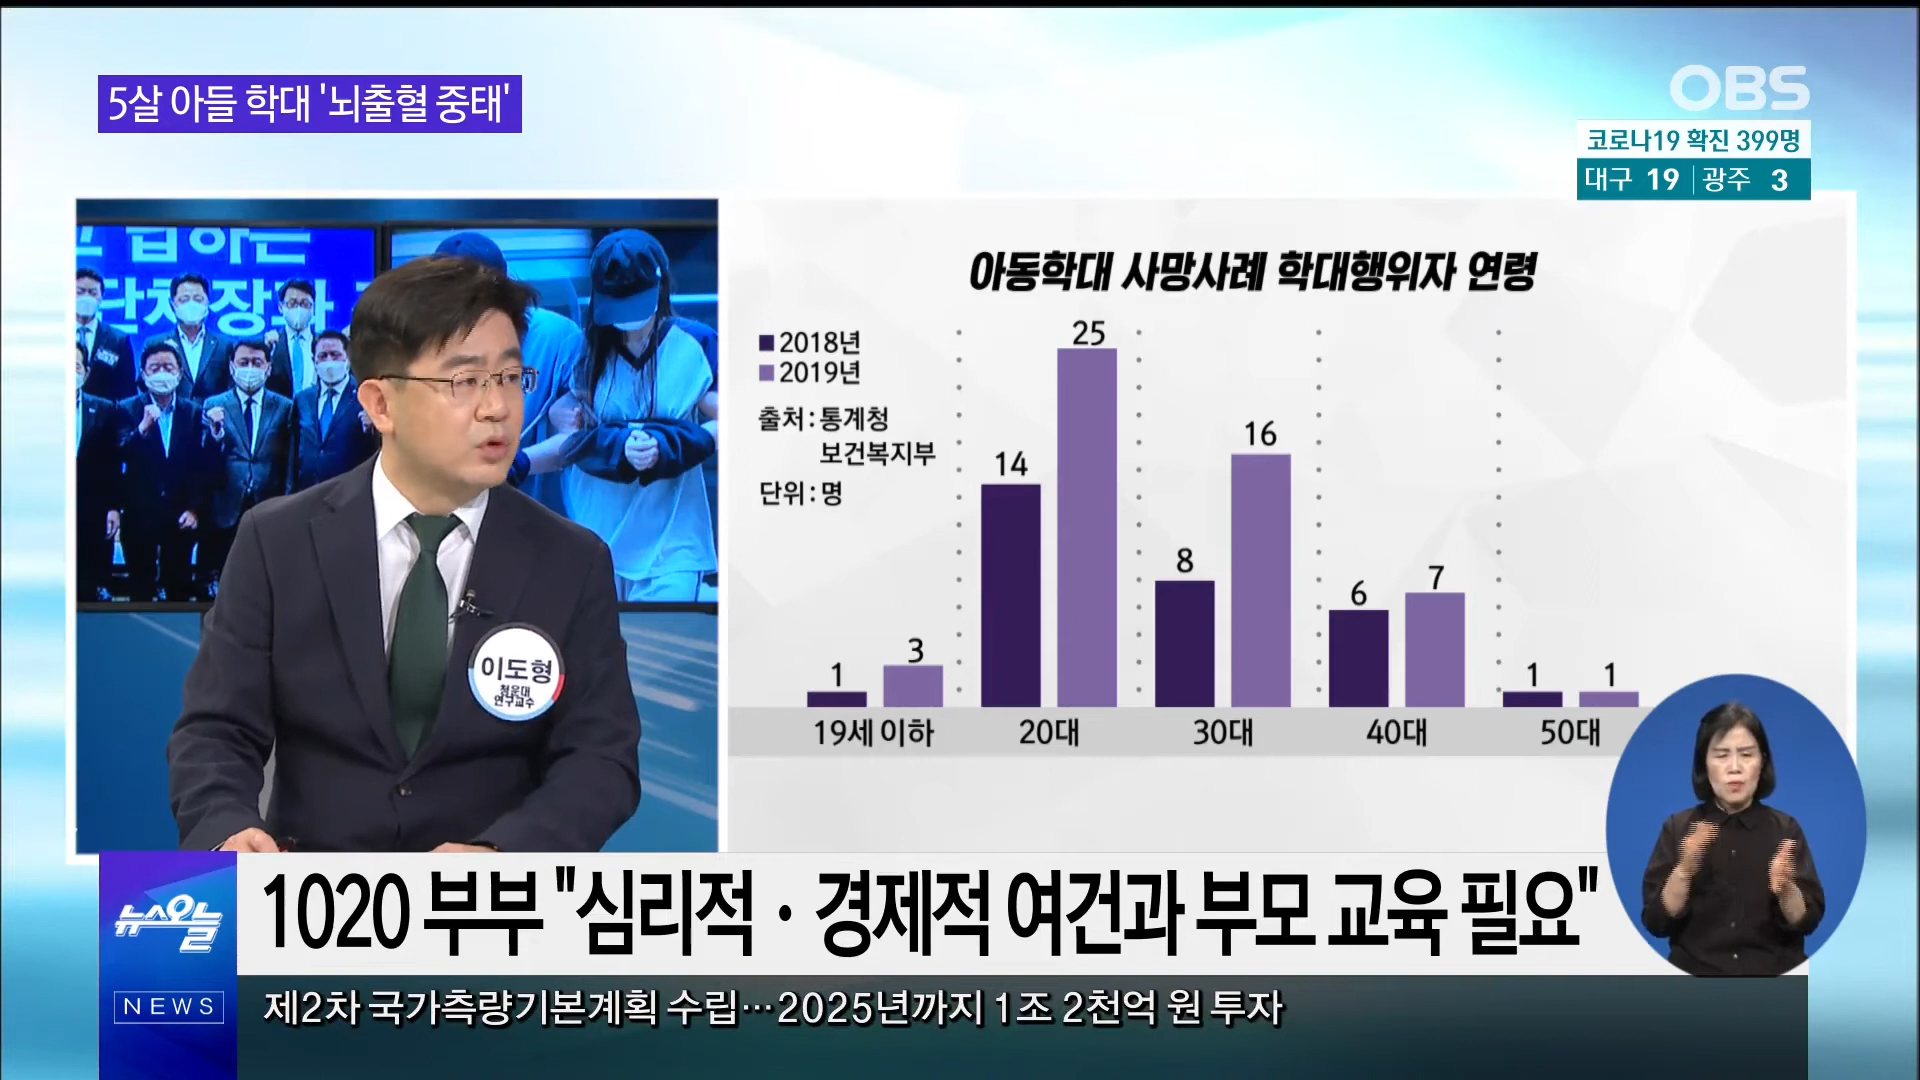 5살 아들 학대 '뇌출혈 중태'
OBS
코로나19 확진 399명
대구 19 광주 3
하는
단체장과
이도형
청운대
연구교수
아동학대 사망사례 학대행위자 연령
2018년
2019년
출처 : 통계청
보건복지부
단위 : 명
1 3 14 25 8 16 6 7 1 1
19세 이하 20대 30대 40대 50대
뉴스오늘
NEWS
1020 부부 "심리적 · 경제적 여건과 부모 교육 필요"
제2차 국가측량기본계획 수립…2025년까지 1조 2천억 원 투자